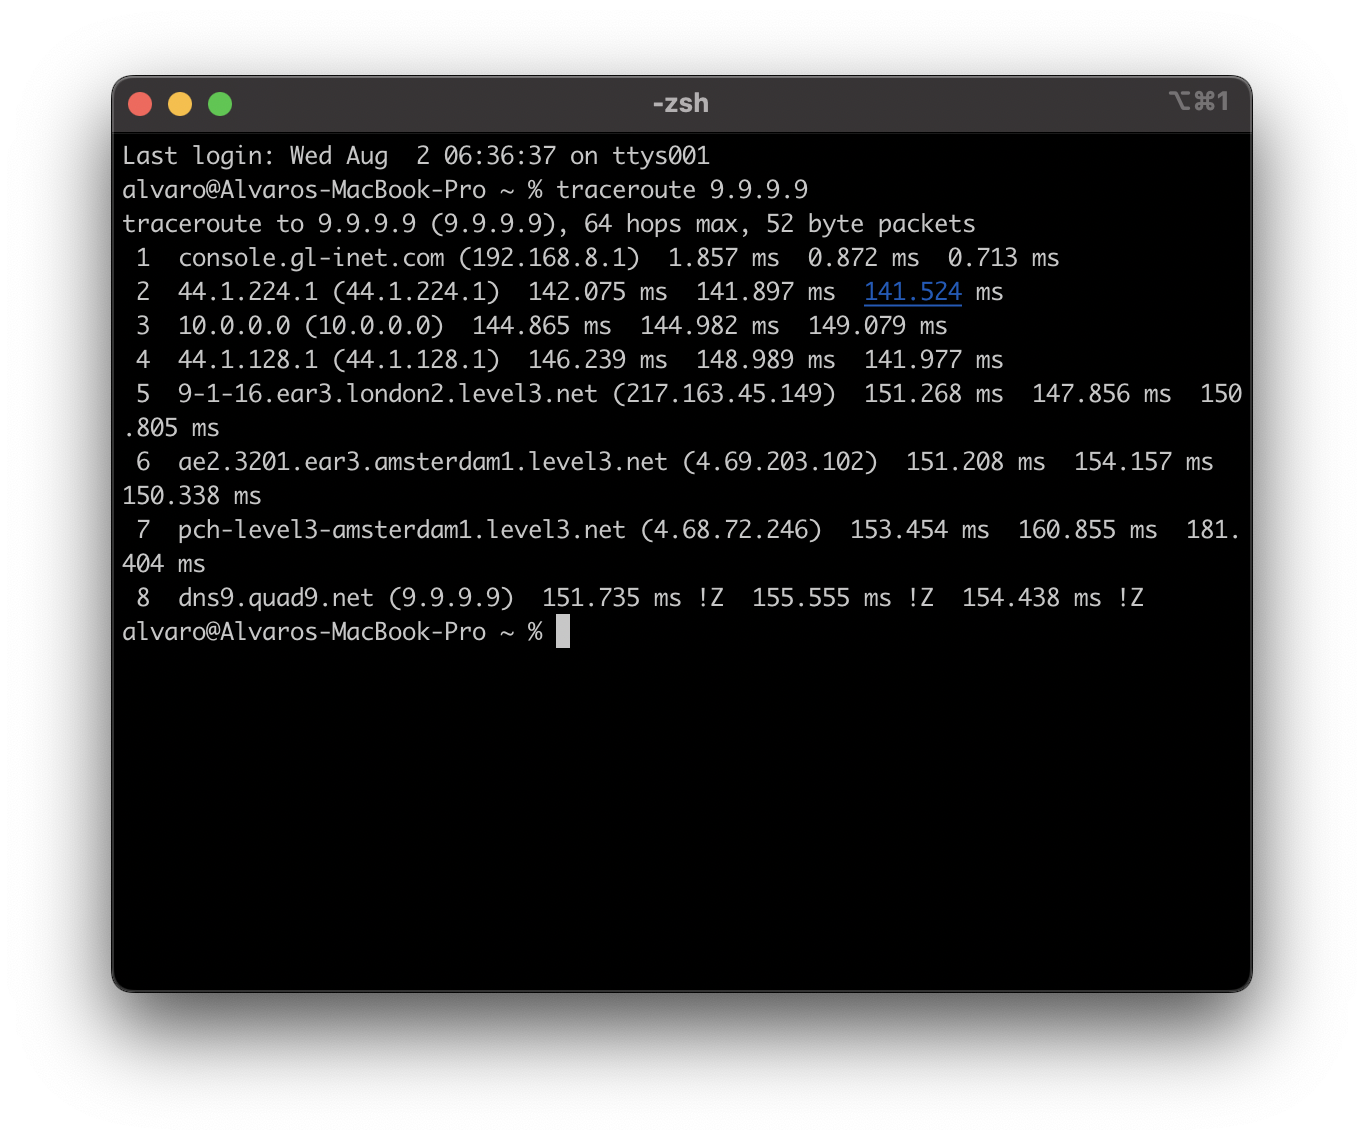 -zsh
⌥⌘1
Last login: Wed Aug  2 06:36:37 on ttys001
alvaro@Alvaros-MacBook-Pro ~ % traceroute 9.9.9.9
traceroute to 9.9.9.9 (9.9.9.9), 64 hops max, 52 byte packets
 1  console.gl-inet.com (192.168.8.1)  1.857 ms  0.872 ms  0.713 ms
 2  44.1.224.1 (44.1.224.1)  142.075 ms  141.897 ms  141.524 ms
 3  10.0.0.0 (10.0.0.0)  144.865 ms  144.982 ms  149.079 ms
 4  44.1.128.1 (44.1.128.1)  146.239 ms  148.989 ms  141.977 ms
 5  9-1-16.ear3.london2.level3.net (217.163.45.149)  151.268 ms  147.856 ms  150
.805 ms
 6  ae2.3201.ear3.amsterdam1.level3.net (4.69.203.102)  151.208 ms  154.157 ms
150.338 ms
 7  pch-level3-amsterdam1.level3.net (4.68.72.246)  153.454 ms  160.855 ms  181.
404 ms
 8  dns9.quad9.net (9.9.9.9)  151.735 ms !Z  155.555 ms !Z  154.438 ms !Z
alvaro@Alvaros-MacBook-Pro ~ %